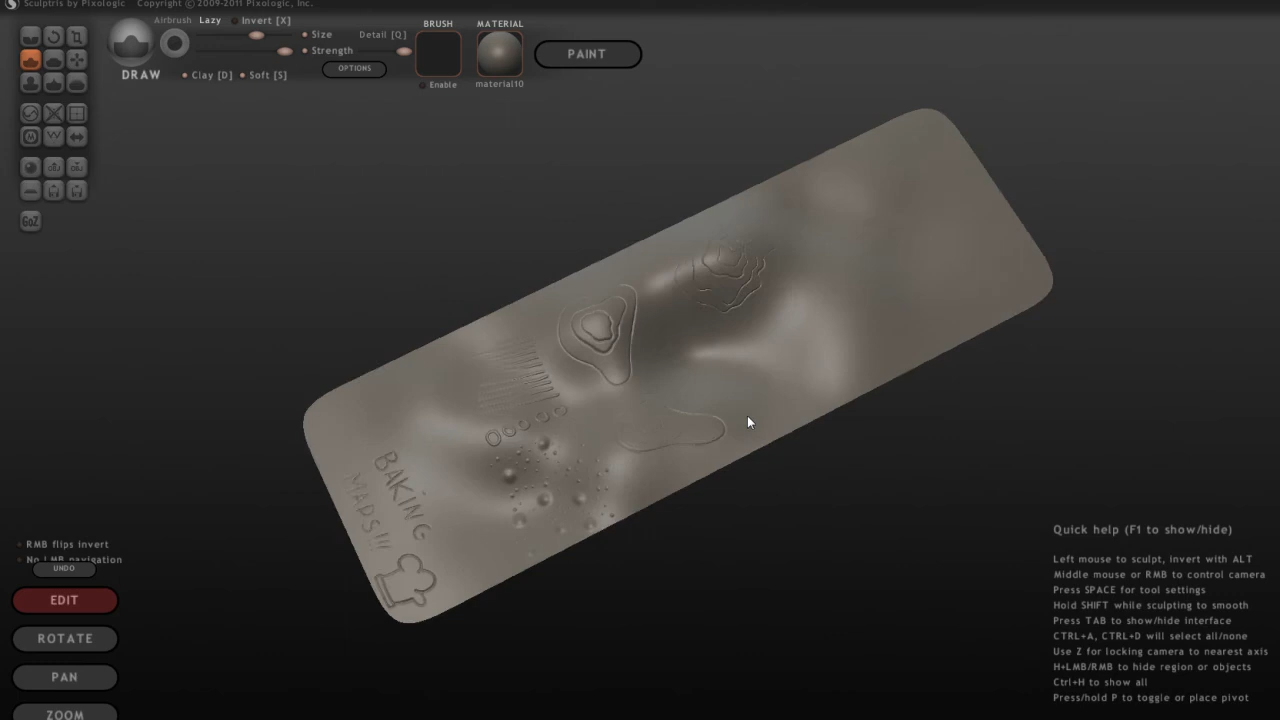 Sculptris by Pixologic Copyright © 2009-2011 Pixologic, Inc.
Airbrush Lazy Invert [X]
Size Detail [Q]
Strength
DRAW Clay [D] Soft [S] OPTIONS
BRUSH
Enable
MATERIAL
material10
PAINT
GoZ
BAKING
MAPS!!!
RMB flips invert
No LMB navigation
UNDO
EDIT
ROTATE
PAN
ZOOM
Quick help (F1 to show/hide)
Left mouse to sculpt, invert with ALT
Middle mouse or RMB to control camera
Press SPACE for tool settings
Hold SHIFT while sculpting to smooth
Press TAB to show/hide interface
CTRL+A, CTRL+D will select all/none
Use Z for locking camera to nearest axis
H+LMB/RMB to hide region or objects
Ctrl+H to show all
Press/hold P to toggle or place pivot